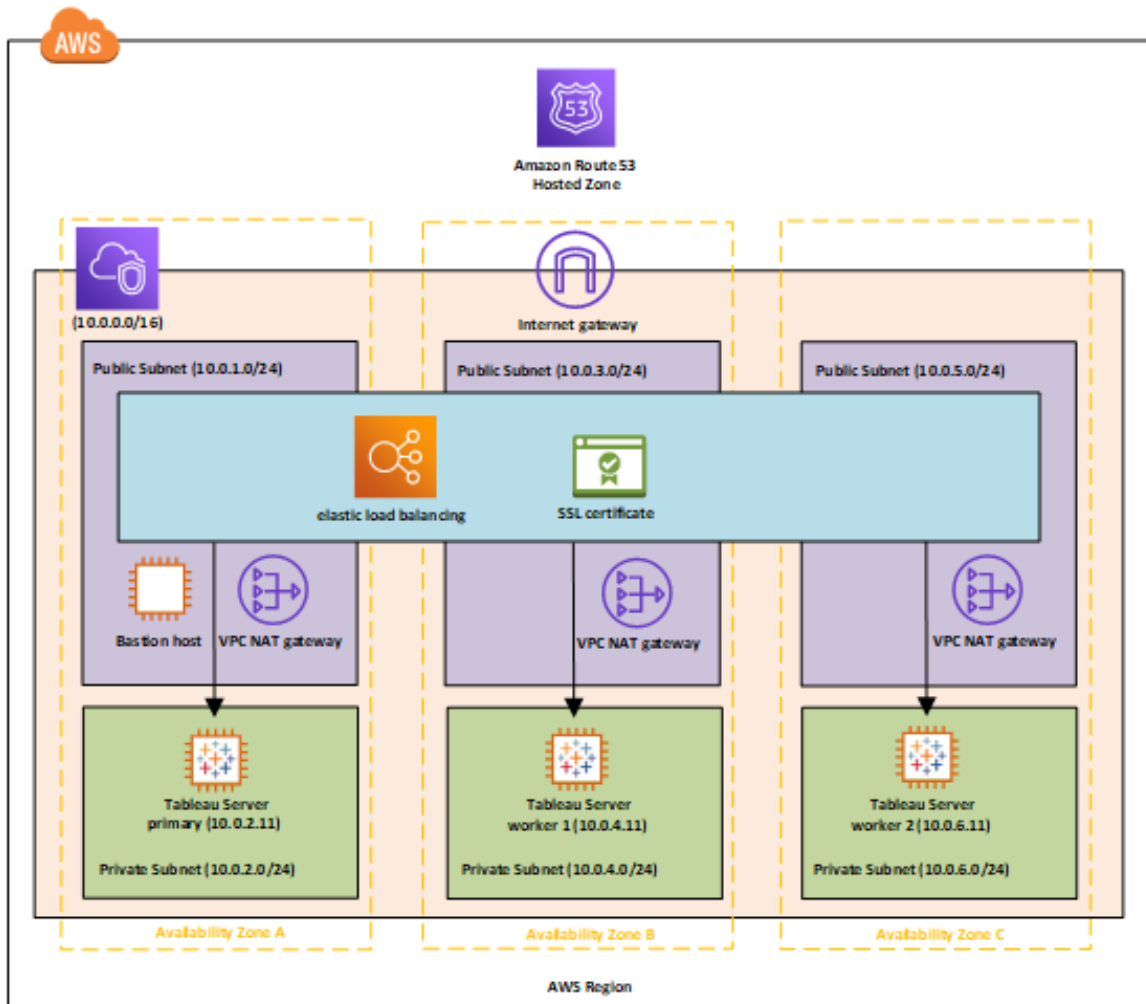 AWS
53
Amazon Route 53
Hosted Zone
(10.0.0.0/16)
Internet gateway
Public Subnet (10.0.1.0/24)
Public Subnet (10.0.3.0/24)
Public Subnet (10.0.5.0/24)
elastic load balancing
SSL certificate
Bastion host
VPC NAT gateway
VPC NAT gateway
VPC NAT gateway
Tableau Server
primary (10.0.2.11)
Tableau Server
worker 1 (10.0.4.11)
Tableau Server
worker 2 (10.0.6.11)
Private Subnet (10.0.2.0/24)
Private Subnet (10.0.4.0/24)
Private Subnet (10.0.6.0/24)
Availability Zone A
Availability Zone B
Availability Zone C
AWS Region